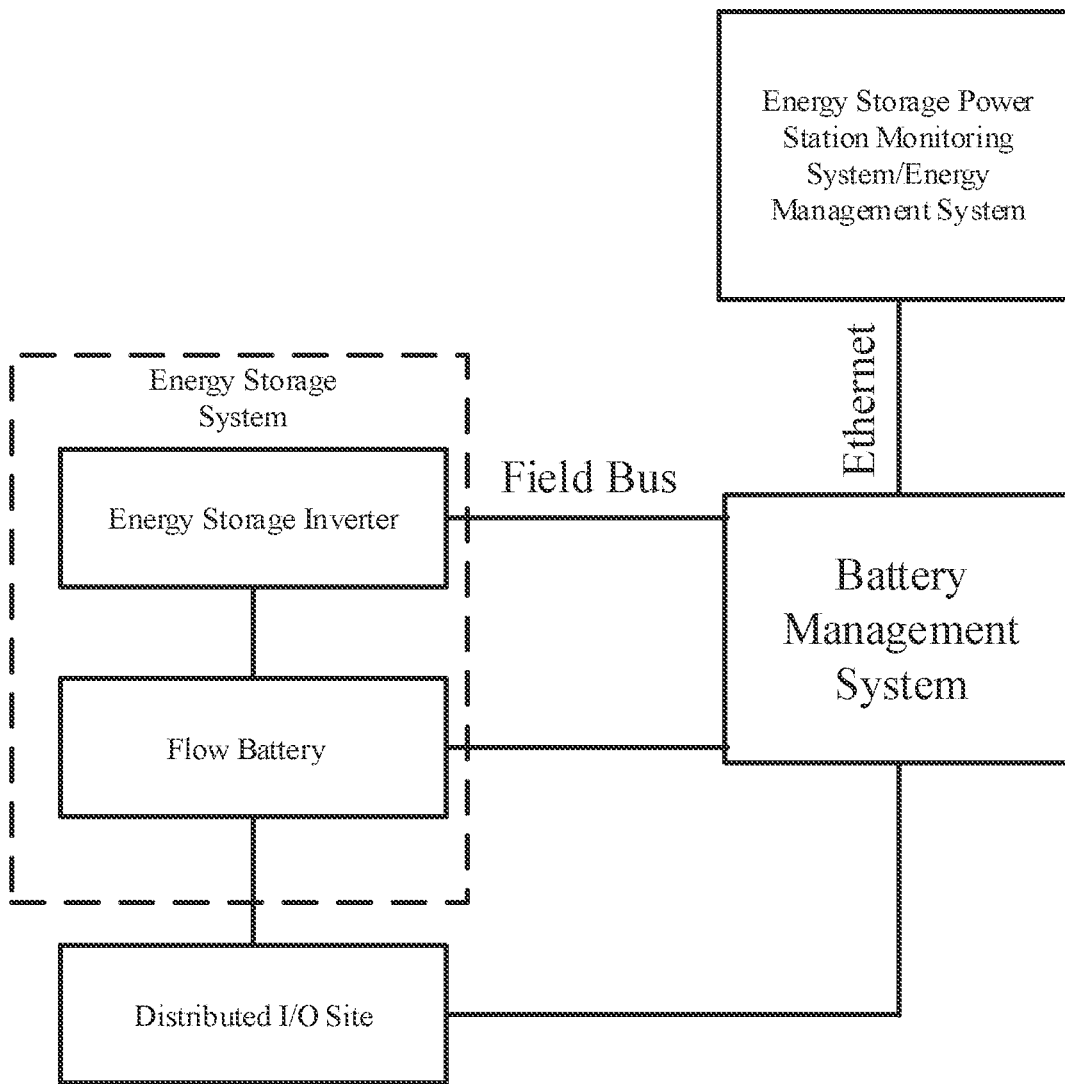 Energy Storage Power
Station Monitoring
System/Energy
Management System
Ethernet
Energy Storage
System
Energy Storage Inverter
Field Bus
Battery
Management
System
Flow Battery
Distributed I/O Site